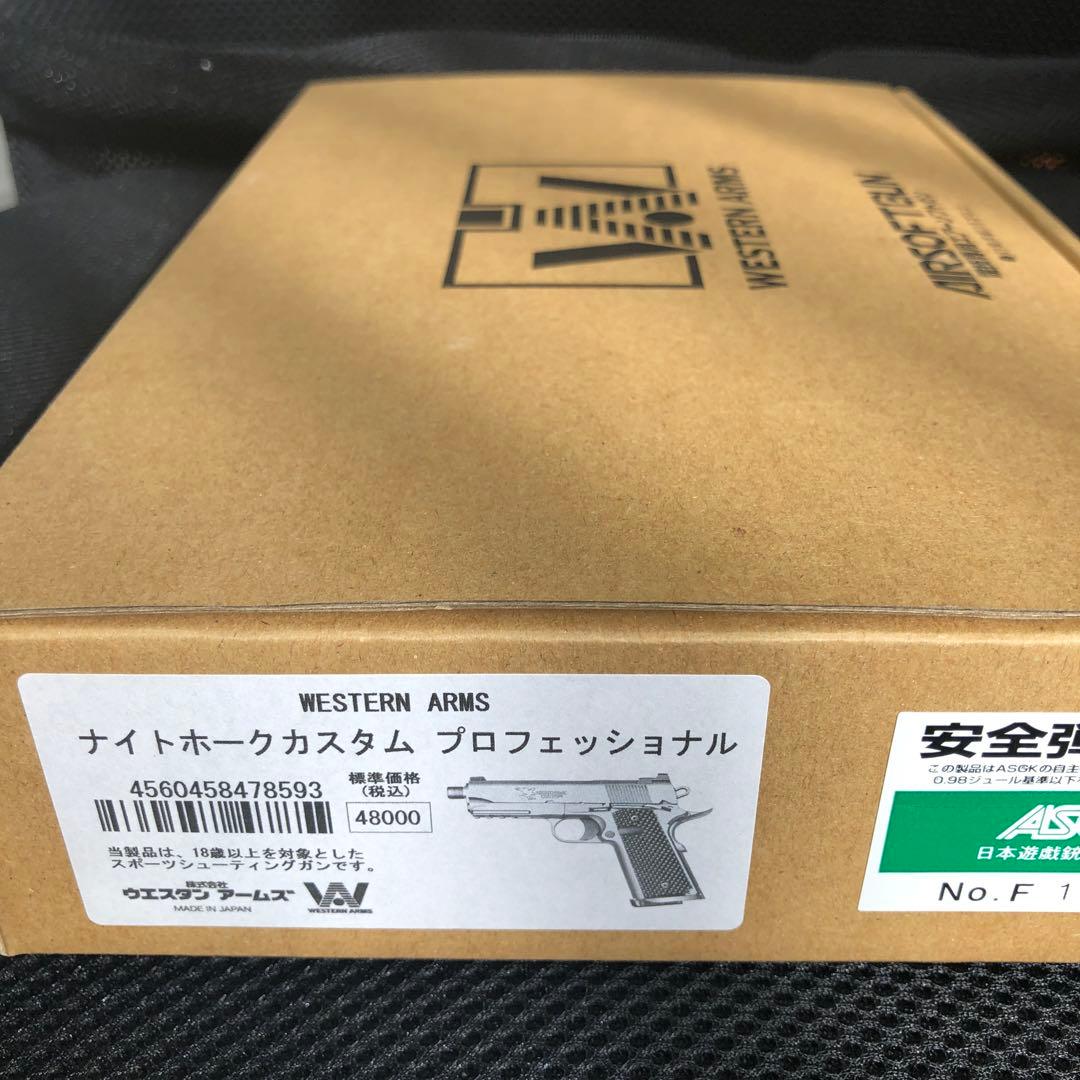 WESTERN ARMS
AIRSOFTGUN
WESTERN ARMS
ナイトホークカスタム プロフェッショナル
4560458478593
標準価格
(税込)
48000
当製品は、18歳以上を対象とした
スポーツシューティングガンです。
株式会社
ウエスタン アームズ
MADE IN JAPAN
WESTERN ARMS
安全弾
この製品はASGKの自主
0.98ジュール基準以下
ASG
日本遊戯銃
No.F 1